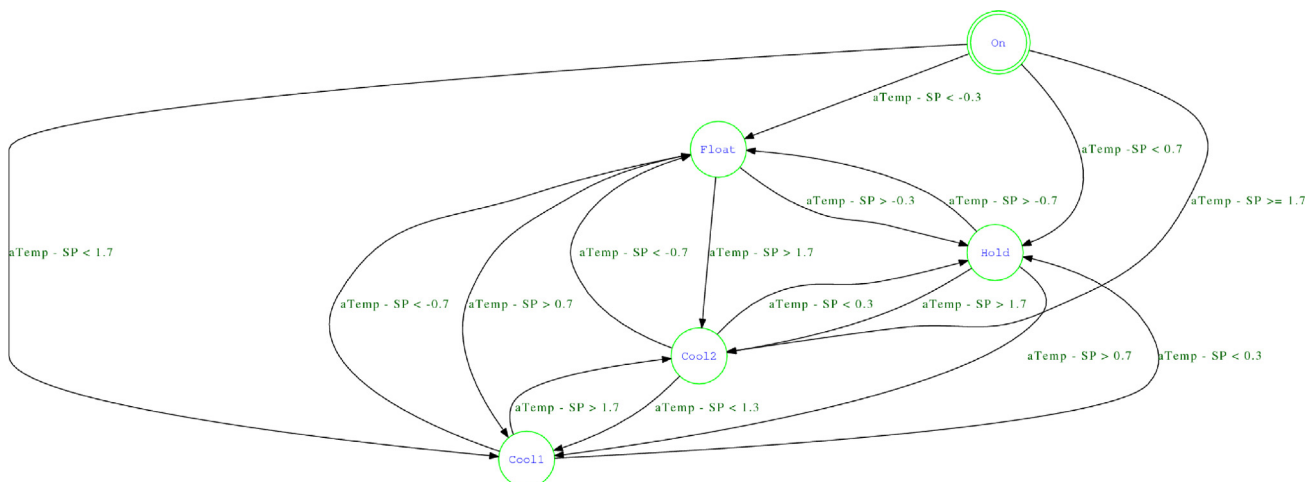 On
aTemp - SP < -0.3
Float
aTemp -SP < 0.7
aTemp - SP > -0.3
aTemp - SP > -0.7
aTemp - SP >= 1.7
aTemp - SP < 1.7
aTemp - SP < -0.7
aTemp - SP > 1.7
Hold
aTemp - SP < -0.7
aTemp - SP > 0.7
aTemp - SP < 0.3
aTemp - SP > 1.7
Cool2
aTemp - SP > 0.7
aTemp - SP < 0.3
aTemp - SP > 1.7
aTemp - SP < 1.3
Cool1